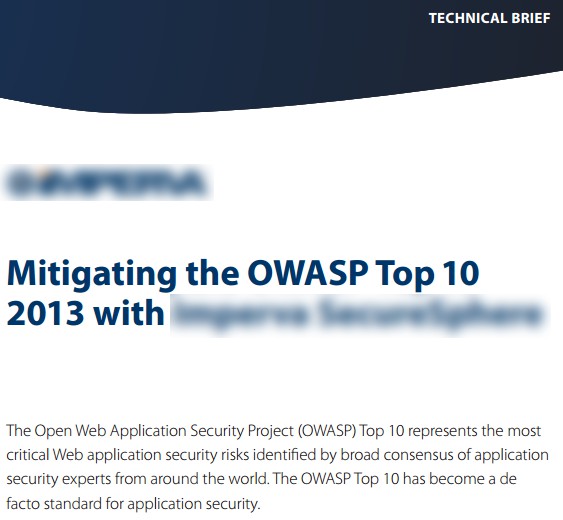 TECHNICAL BRIEF
Mitigating the OWASP Top 10
2013 with
The Open Web Application Security Project (OWASP) Top 10 represents the most
critical Web application security risks identified by broad consensus of application
security experts from around the world. The OWASP Top 10 has become a de
facto standard for application security.